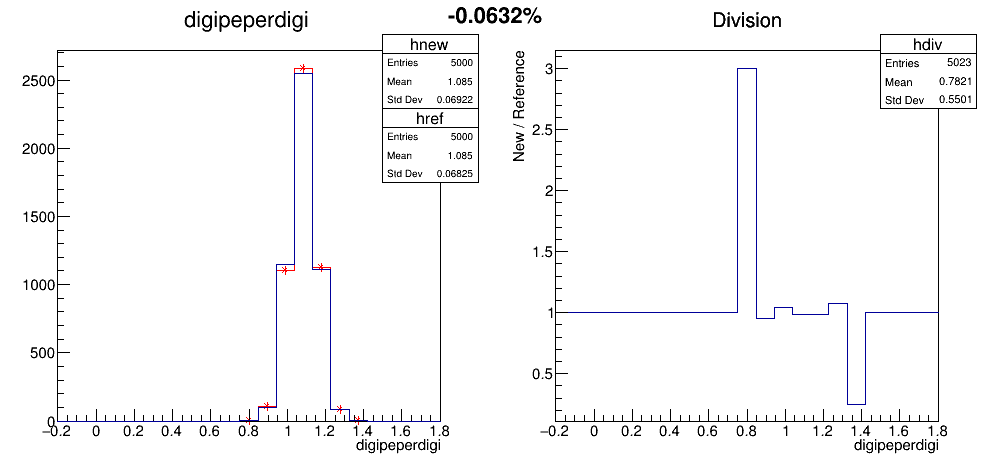 -0.0632%
digipeperdigi
hnew
Entries 5000
Mean 1.085
Std Dev 0.06922
href
Entries 5000
Mean 1.085
Std Dev 0.06825
2500
2000
1500
1000
500
0
−0.2 0 0.2 0.4 0.6 0.8 1 1.2 1.4 1.6 1.8
digipeperdigi
Division
hdiv
Entries 5023
Mean 0.7821
Std Dev 0.5501
New / Reference
3
2.5
2
1.5
1
0.5
−0.2 0 0.2 0.4 0.6 0.8 1 1.2 1.4 1.6 1.8
digipeperdigi